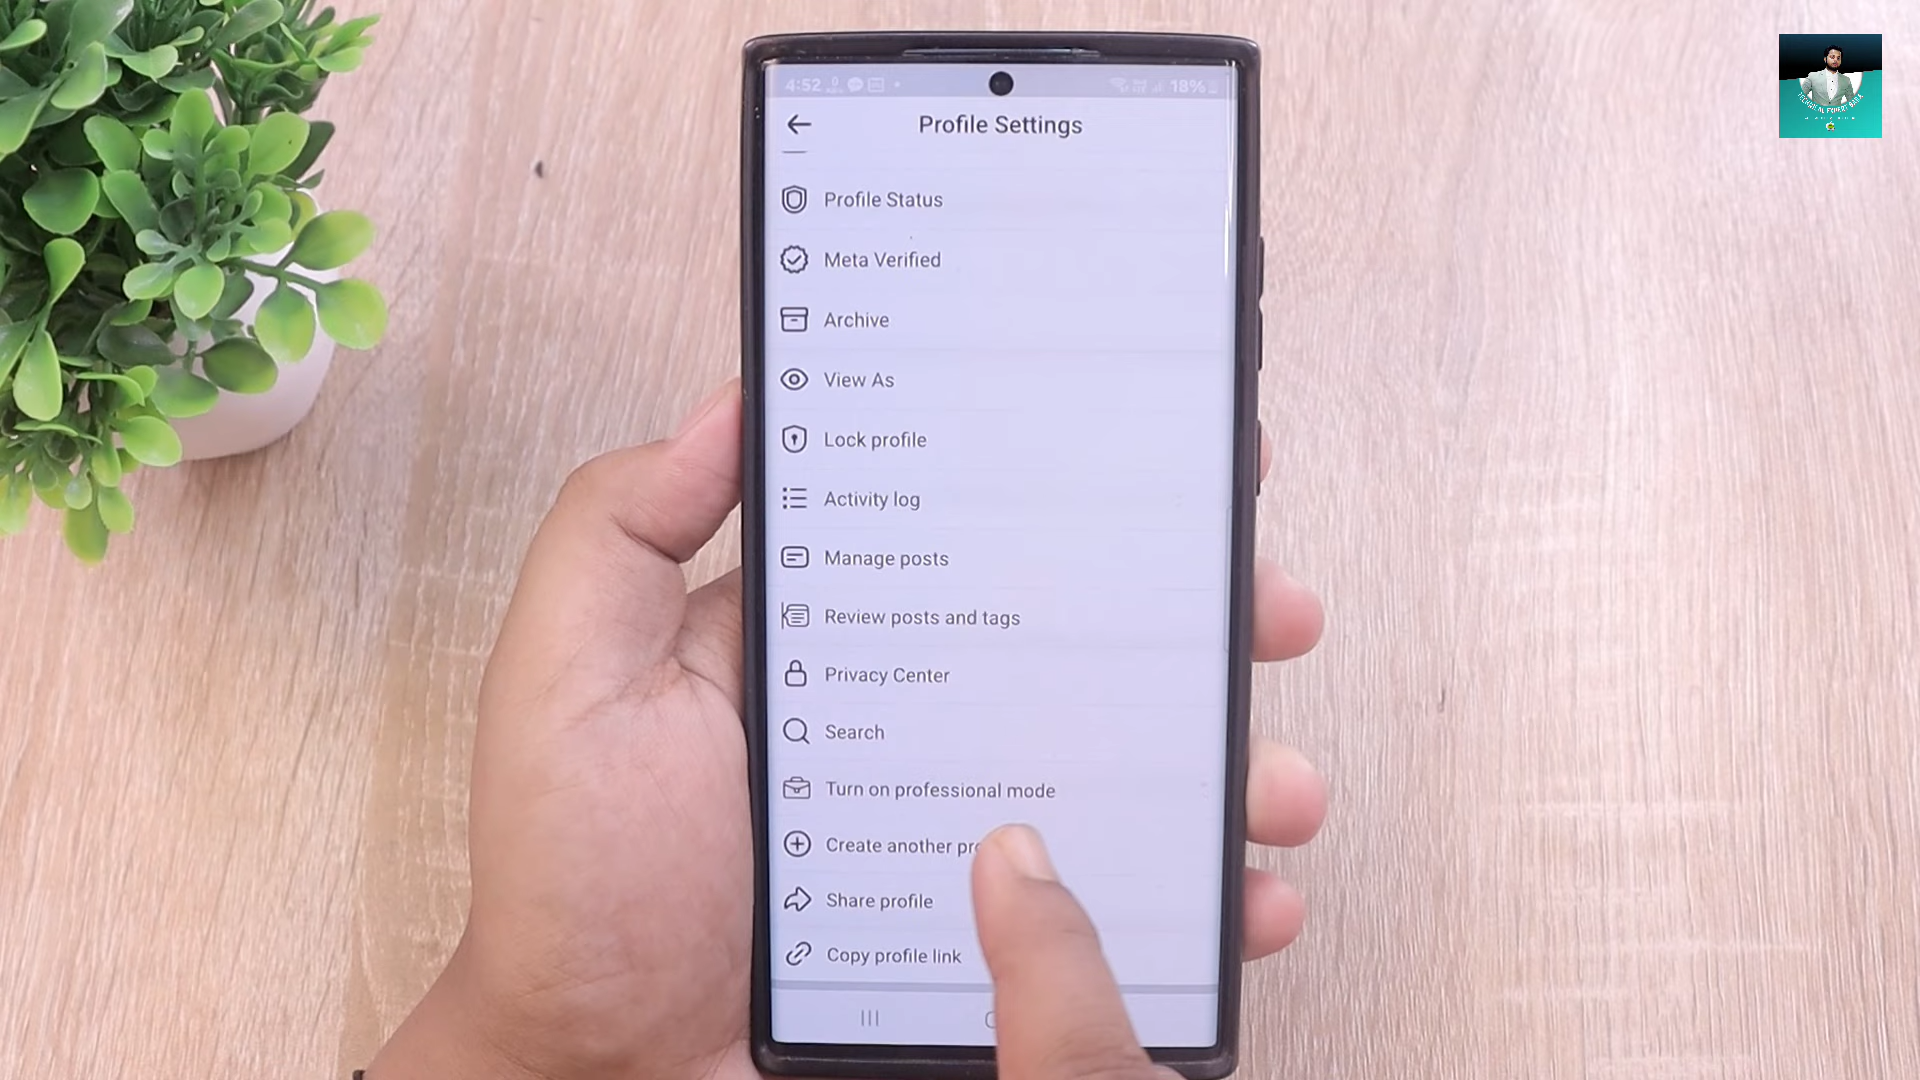 4:52
18%
Profile Settings
Profile Status
Meta Verified
Archive
View As
Lock profile
Activity log
Manage posts
Review posts and tags
Privacy Center
Search
Turn on professional mode
Create another
Share profile
Copy profile link